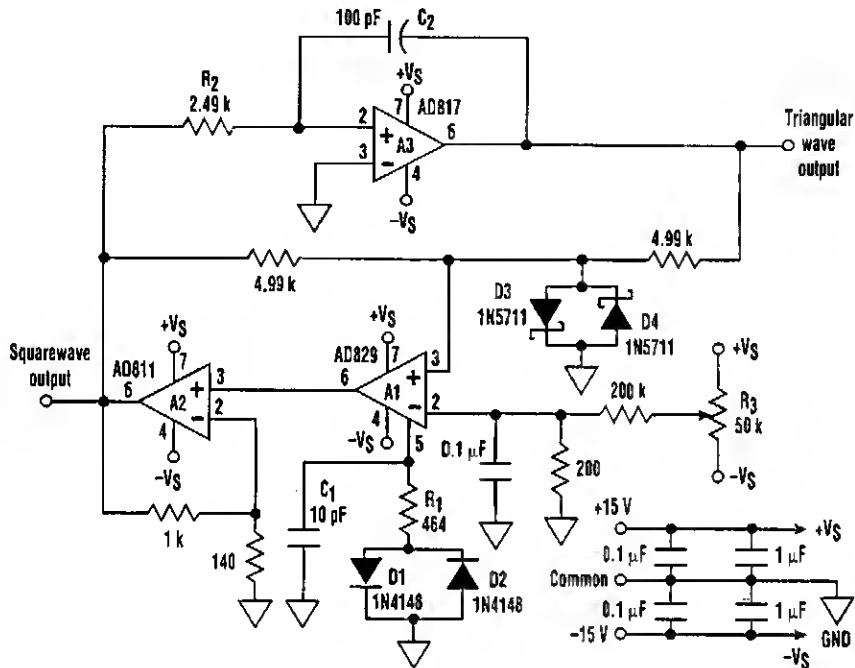 100 pF
C2
R2
2.49 k
+VS
7
AD817
2
+
A3
6
3
−
4
−VS
Triangular
wave
output
4.99 k
4.99 k
D3
1N5711
D4
1N5711
+VS
7
AD829
3
+
6
A1
−
2
4
−VS
5
Squarewave
output
+VS
AD811
7
6
3
+
A2
2
−
4
−VS
1 k
140
C1
10 pF
R1
464
D1
1N4148
D2
1N4148
0.1 µF
200
200 k
+VS
R3
50 k
−VS
+15 V
+VS
0.1 µF
1 µF
Common
0.1 µF
1 µF
GND
−15 V
−VS